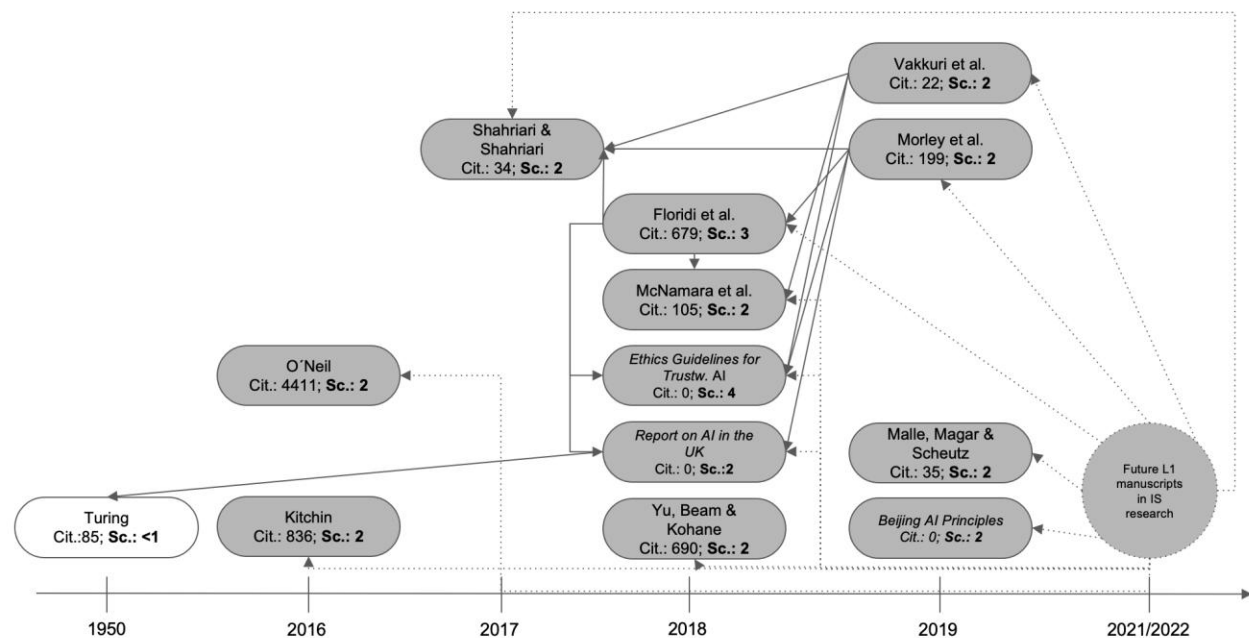 Vakkuri et al.
Cit.: 22; Sc.: 2
Shahriari &
Shahriari
Cit.: 34; Sc.: 2
Morley et al.
Cit.: 199; Sc.: 2
Floridi et al.
Cit.: 679; Sc.: 3
McNamara et al.
Cit.: 105; Sc.: 2
O´Neil
Cit.: 4411; Sc.: 2
Ethics Guidelines for
Trustw. AI
Cit.: 0; Sc.: 4
Report on AI in the
UK
Cit.: 0; Sc.:2
Malle, Magar &
Scheutz
Cit.: 35; Sc.: 2
Future L1
manuscripts
in IS
research
Turing
Cit.:85; Sc.: <1
Kitchin
Cit.: 836; Sc.: 2
Yu, Beam &
Kohane
Cit.: 690; Sc.: 2
Beijing AI Principles
Cit.: 0; Sc.: 2
1950
2016
2017
2018
2019
2021/2022